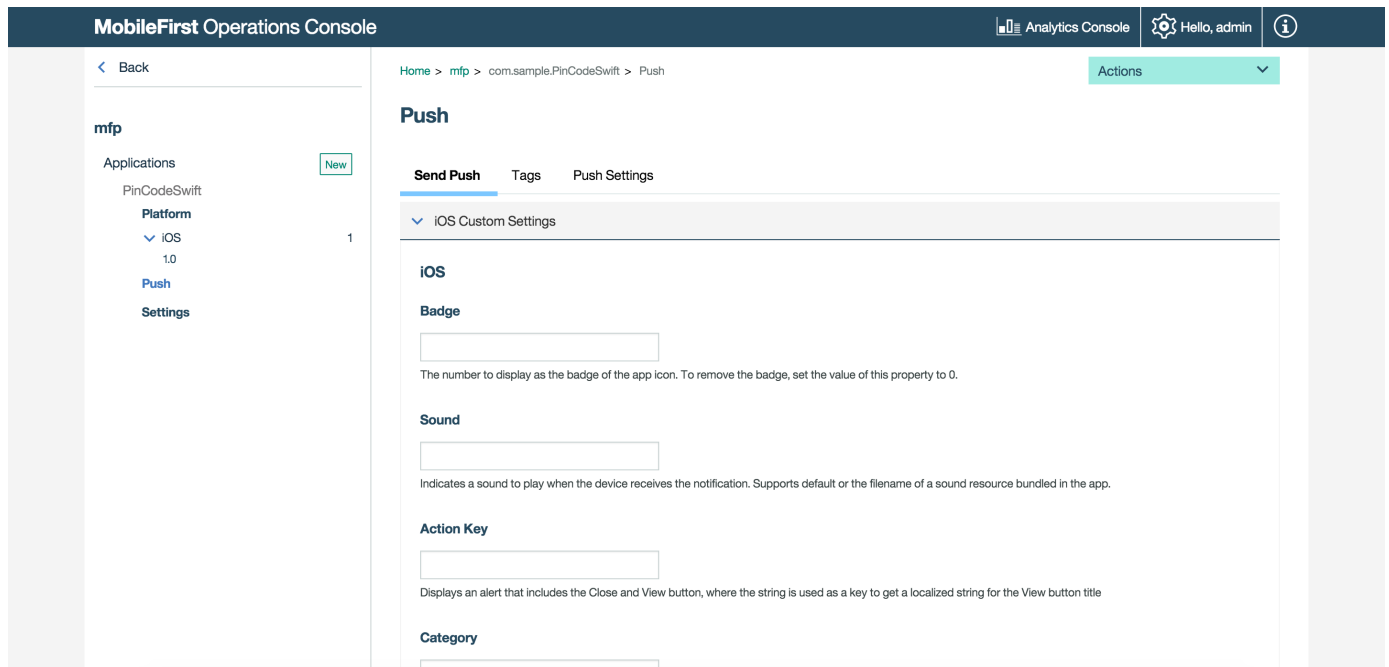 MobileFirst Operations Console
Analytics Console
Hello, admin
Back
mfp
Applications
New
PinCodeSwift
Platform
iOS 1
1.0
Push
Settings
Home > mfp > com.sample.PinCodeSwift > Push
Actions
Push
Send Push Tags Push Settings
iOS Custom Settings
iOS
Badge
The number to display as the badge of the app icon. To remove the badge, set the value of this property to 0.
Sound
Indicates a sound to play when the device receives the notification. Supports default or the filename of a sound resource bundled in the app.
Action Key
Displays an alert that includes the Close and View button, where the string is used as a key to get a localized string for the View button title
Category